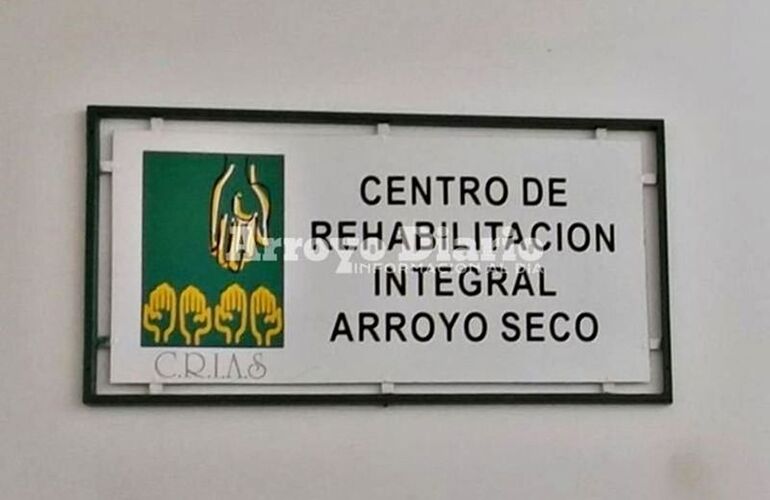 CENTRO DE
REHABILITACION
INTEGRAL
ARROYO SECO
C.R.I.A.S
Arroyo Diario
INFORMACION AL DIA